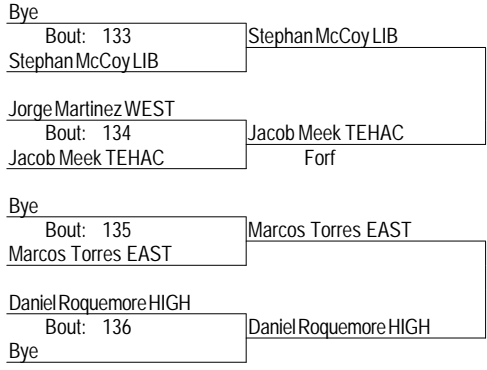 Bye
Bout: 133
Stephan McCoy LIB
Stephan McCoy LIB
Jorge Martinez WEST
Bout: 134
Jacob Meek TEHAC
Jacob Meek TEHAC
Forf
Bye
Bout: 135
Marcos Torres EAST
Marcos Torres EAST
Daniel Roquemore HIGH
Bout: 136
Bye
Daniel Roquemore HIGH